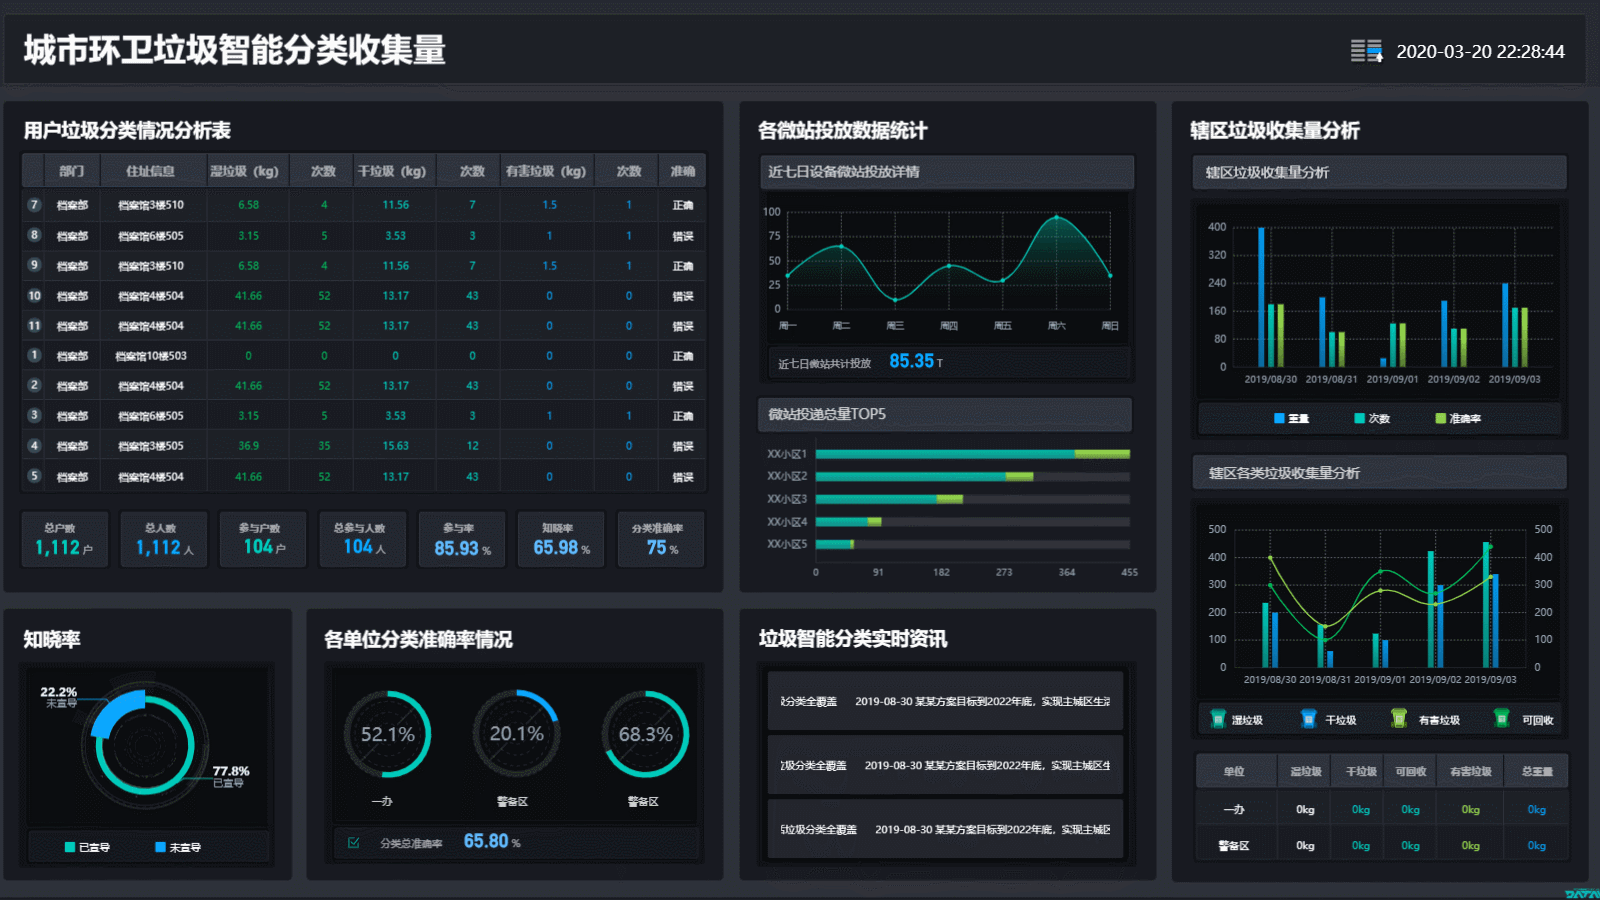 城市环卫垃圾智能分类收集量
2020-03-20 22:28:44
用户垃圾分类情况分析表
部门 住址信息 湿垃圾（kg） 次数 干垃圾（kg） 次数 有害垃圾（kg） 次数 准确
7 档案部 档案馆3楼510 6.58 4 11.56 7 1.5 1 正确
8 档案部 档案馆6楼505 3.15 5 3.53 3 1 1 错误
9 档案部 档案馆3楼510 6.58 4 11.56 7 1.5 1 正确
10 档案部 档案馆4楼504 41.66 52 13.17 43 0 0 错误
11 档案部 档案馆4楼504 41.66 52 13.17 43 0 0 错误
1 档案部 档案馆10楼503 0 0 0 0 0 0 正确
2 档案部 档案馆4楼504 41.66 52 13.17 43 0 0 错误
3 档案部 档案馆6楼505 3.15 5 3.53 3 1 1 正确
4 档案部 档案馆3楼505 36.9 35 15.63 12 0 0 错误
5 档案部 档案馆4楼504 41.66 52 13.17 43 0 0 错误
总户数 总人数 参与户数 总参与人数 参与率 知晓率 分类准确率
1,112 户 1,112 人 104 户 104 人 85.93 % 65.98 % 75 %
各微站投放数据统计
近七日设备微站投放详情
100
75
50
25
0
周一 周二 周三 周四 周五 周六 周日
近七日微站共计投放 85.35 T
微站投递总量TOP5
XX小区1
XX小区2
XX小区3
XX小区4
XX小区5
0 91 182 273 364 455
辖区垃圾收集量分析
辖区垃圾收集量分析
400
320
240
160
80
0
2019/08/30 2019/08/31 2019/09/01 2019/09/02 2019/09/03
重量 次数 准确率
辖区各类垃圾收集量分析
500 500
400 400
300 300
200 200
100 100
0 0
2019/08/30 2019/08/31 2019/09/01 2019/09/02 2019/09/03
湿垃圾 干垃圾 有害垃圾 可回收
单位 湿垃圾 干垃圾 可回收 有害垃圾 总重量
一办 0kg 0kg 0kg 0kg 0kg
警备区 0kg 0kg 0kg 0kg 0kg
知晓率
22.2%
未宣导
77.8%
已宣导
已宣导 未宣导
各单位分类准确率情况
52.1% 20.1% 68.3%
一办 警备区 警备区
分类总准确率 65.80 %
垃圾智能分类实时资讯
分类全覆盖 2019-08-30 某某方案目标到2022年底，实现主城区生活
圾分类全覆盖 2019-08-30 某某方案目标到2022年底，实现主城区生
垃圾分类全覆盖 2019-08-30 某某方案目标到2022年底，实现主城区